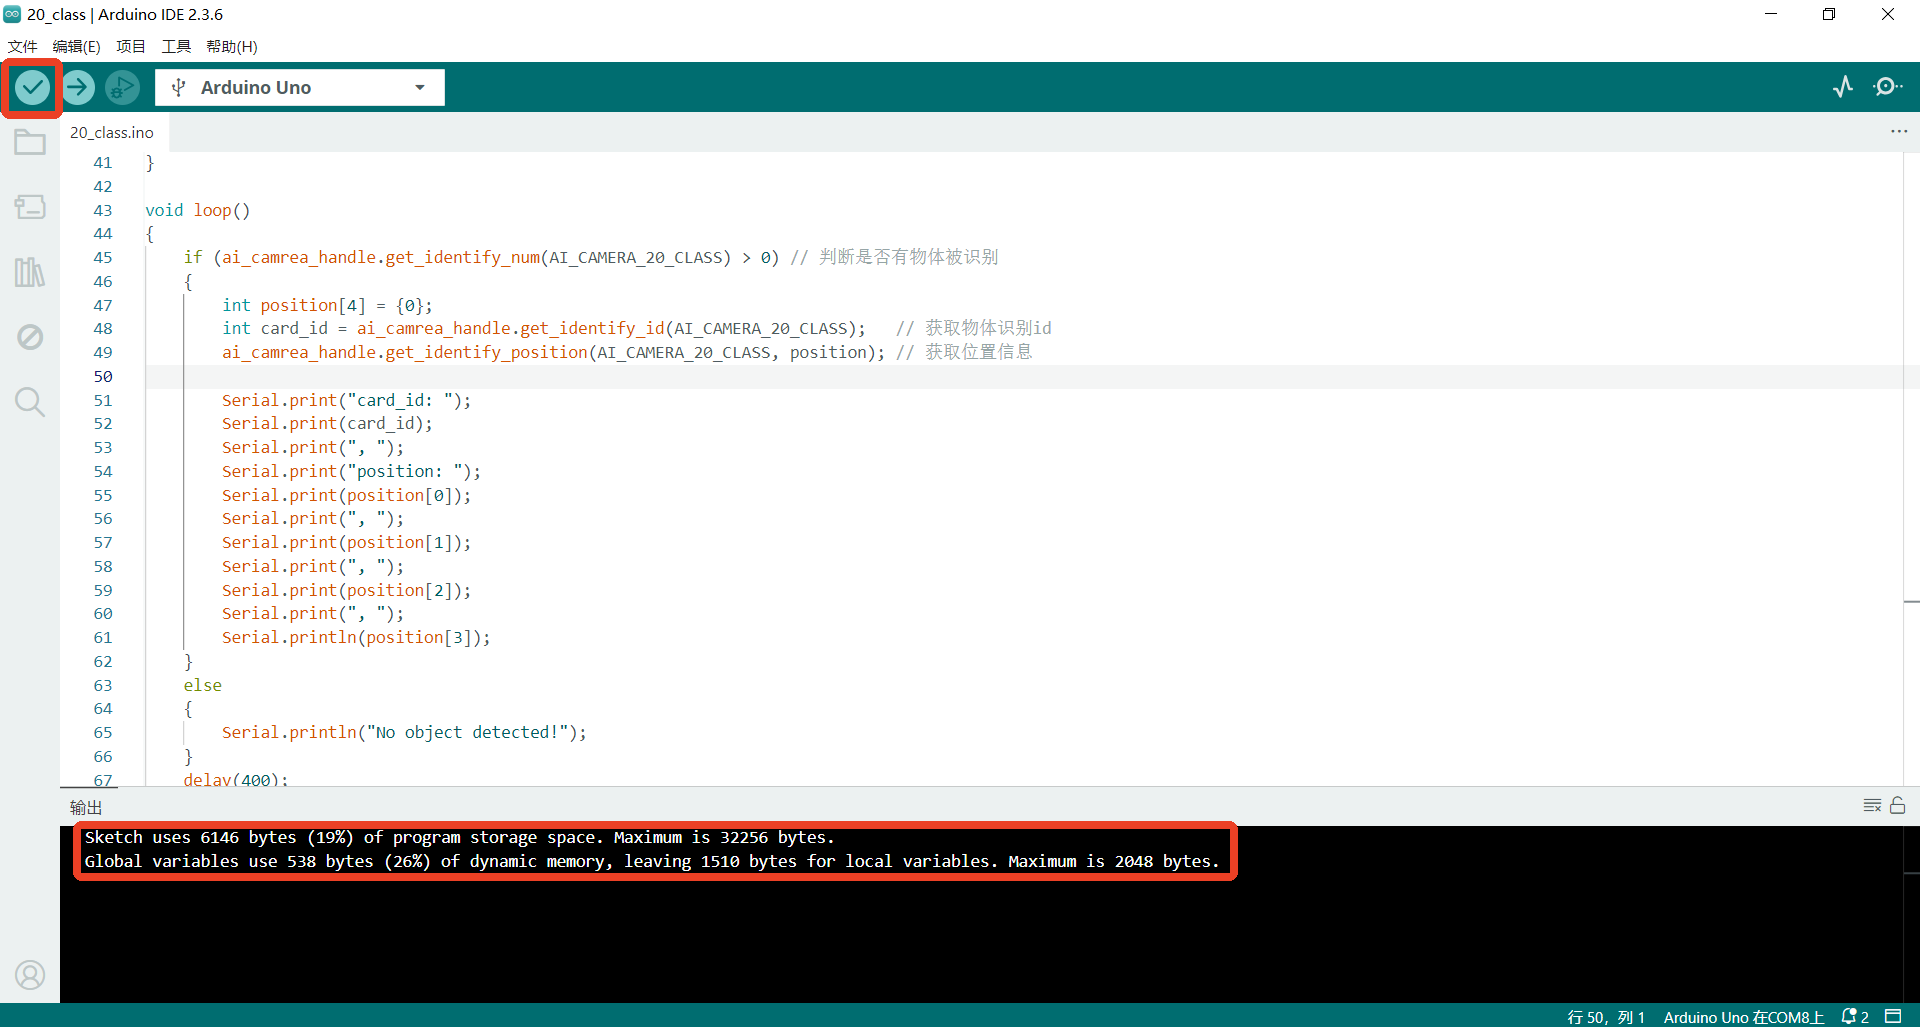 20_class | Arduino IDE 2.3.6
文件 编辑(E) 项目 工具 帮助(H)
Arduino Uno
20_class.ino
41 }
42
43 void loop()
44 {
45 if (ai_camrea_handle.get_identify_num(AI_CAMERA_20_CLASS) > 0) // 判断是否有物体被识别
46 {
47 int position[4] = {0};
48 int card_id = ai_camrea_handle.get_identify_id(AI_CAMERA_20_CLASS); // 获取物体识别id
49 ai_camrea_handle.get_identify_position(AI_CAMERA_20_CLASS, position); // 获取位置信息
50
51 Serial.print("card_id: ");
52 Serial.print(card_id);
53 Serial.print(", ");
54 Serial.print("position: ");
55 Serial.print(position[0]);
56 Serial.print(", ");
57 Serial.print(position[1]);
58 Serial.print(", ");
59 Serial.print(position[2]);
60 Serial.print(", ");
61 Serial.println(position[3]);
62 }
63 else
64 {
65 Serial.println("No object detected!");
66 }
67 delay(400);
输出
Sketch uses 6146 bytes (19%) of program storage space. Maximum is 32256 bytes.
Global variables use 538 bytes (26%) of dynamic memory, leaving 1510 bytes for local variables. Maximum is 2048 bytes.
行 50，列 1 Arduino Uno 在COM8上 2